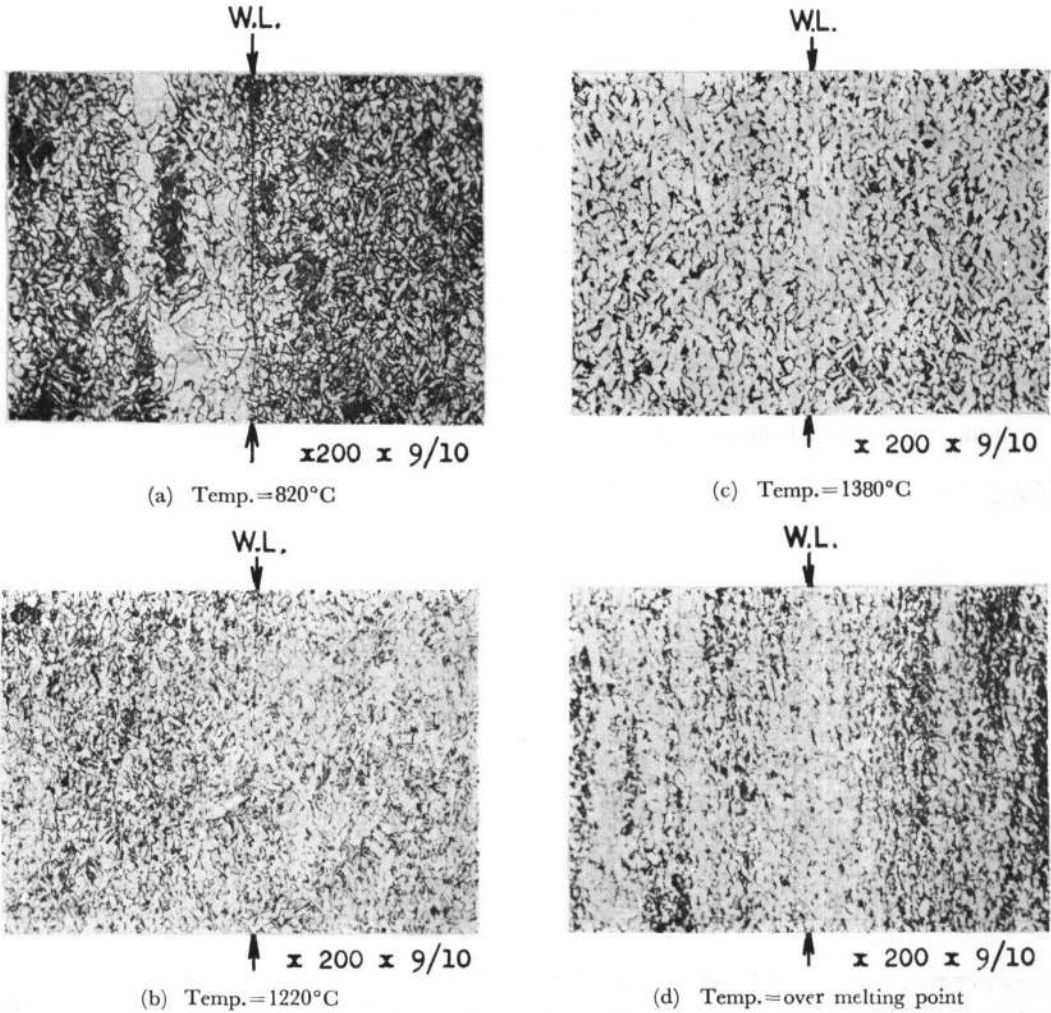 W.L.
x200 x 9/10
(a) Temp.=820°C
W.L.
x 200 x 9/10
(c) Temp.=1380°C
W.L.
x 200 x 9/10
(b) Temp.=1220°C
W.L.
x 200 x 9/10
(d) Temp.=over melting point